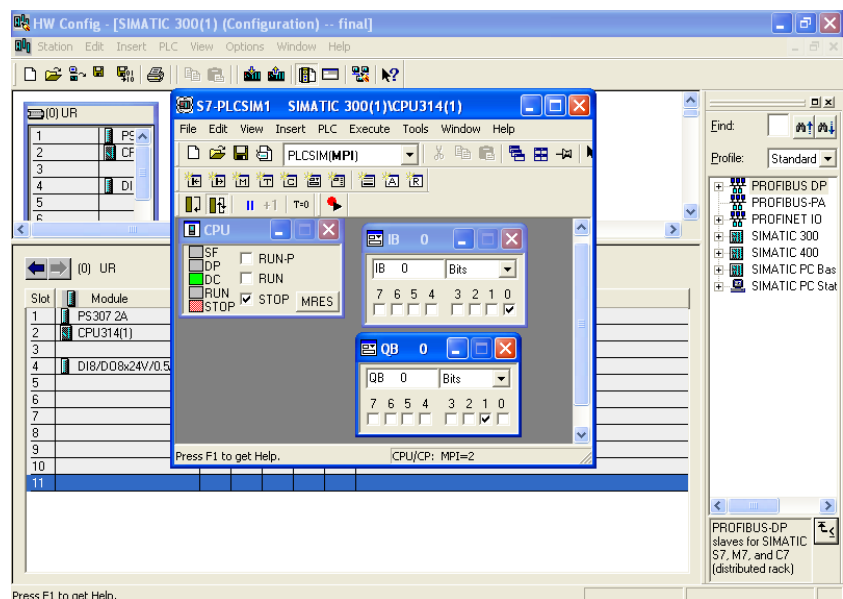 HW Config - [SIMATIC 300(1) (Configuration) -- final]
Station Edit Insert PLC View Options Window Help
(0) UR
1 PS
2 CF
3
4 DI
5
6
S7-PLCSIM1 SIMATIC 300(1)\CPU314(1)
File Edit View Insert PLC Execute Tools Window Help
PLCSIM(MPI)
+1 T=0
CPU
SF
DP
DC
RUN
STOP
RUN-P
RUN
STOP MRES
IB 0
IB 0 Bits
7 6 5 4 3 2 1 0
QB 0
QB 0 Bits
7 6 5 4 3 2 1 0
Press F1 to get Help. CPU/CP: MPI=2
(0) UR
Slot Module
1 PS307 2A
2 CPU314(1)
3
4 DI8/DO8x24V/0.5
5
6
7
8
9
10
11
Find:
Profile: Standard
PROFIBUS DP
PROFIBUS-PA
PROFINET IO
SIMATIC 300
SIMATIC 400
SIMATIC PC Bas
SIMATIC PC Stat
PROFIBUS-DP
slaves for SIMATIC
S7, M7, and C7
(distributed rack)
Press F1 to get Help.